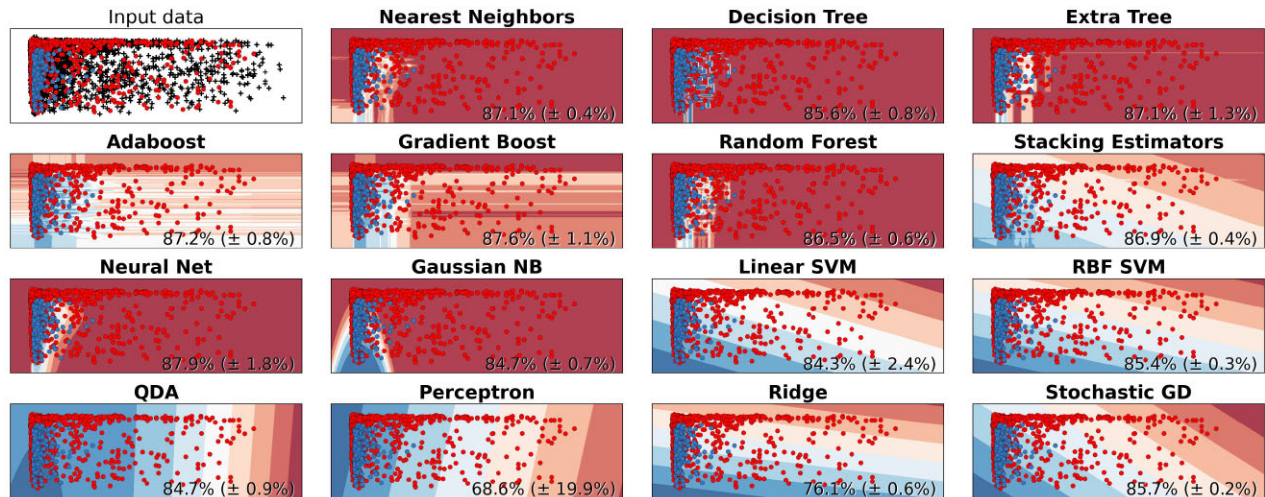 Input data
Nearest Neighbors
Decision Tree
Extra Tree
87.1% (± 0.4%)
85.6% (± 0.8%)
87.1% (± 1.3%)
Adaboost
Gradient Boost
Random Forest
Stacking Estimators
87.2% (± 0.8%)
87.6% (± 1.1%)
86.5% (± 0.6%)
86.9% (± 0.4%)
Neural Net
Gaussian NB
Linear SVM
RBF SVM
87.9% (± 1.8%)
84.7% (± 0.7%)
84.3% (± 2.4%)
85.4% (± 0.3%)
QDA
Perceptron
Ridge
Stochastic GD
84.7% (± 0.9%)
68.6% (± 19.9%)
76.1% (± 0.6%)
85.7% (± 0.2%)